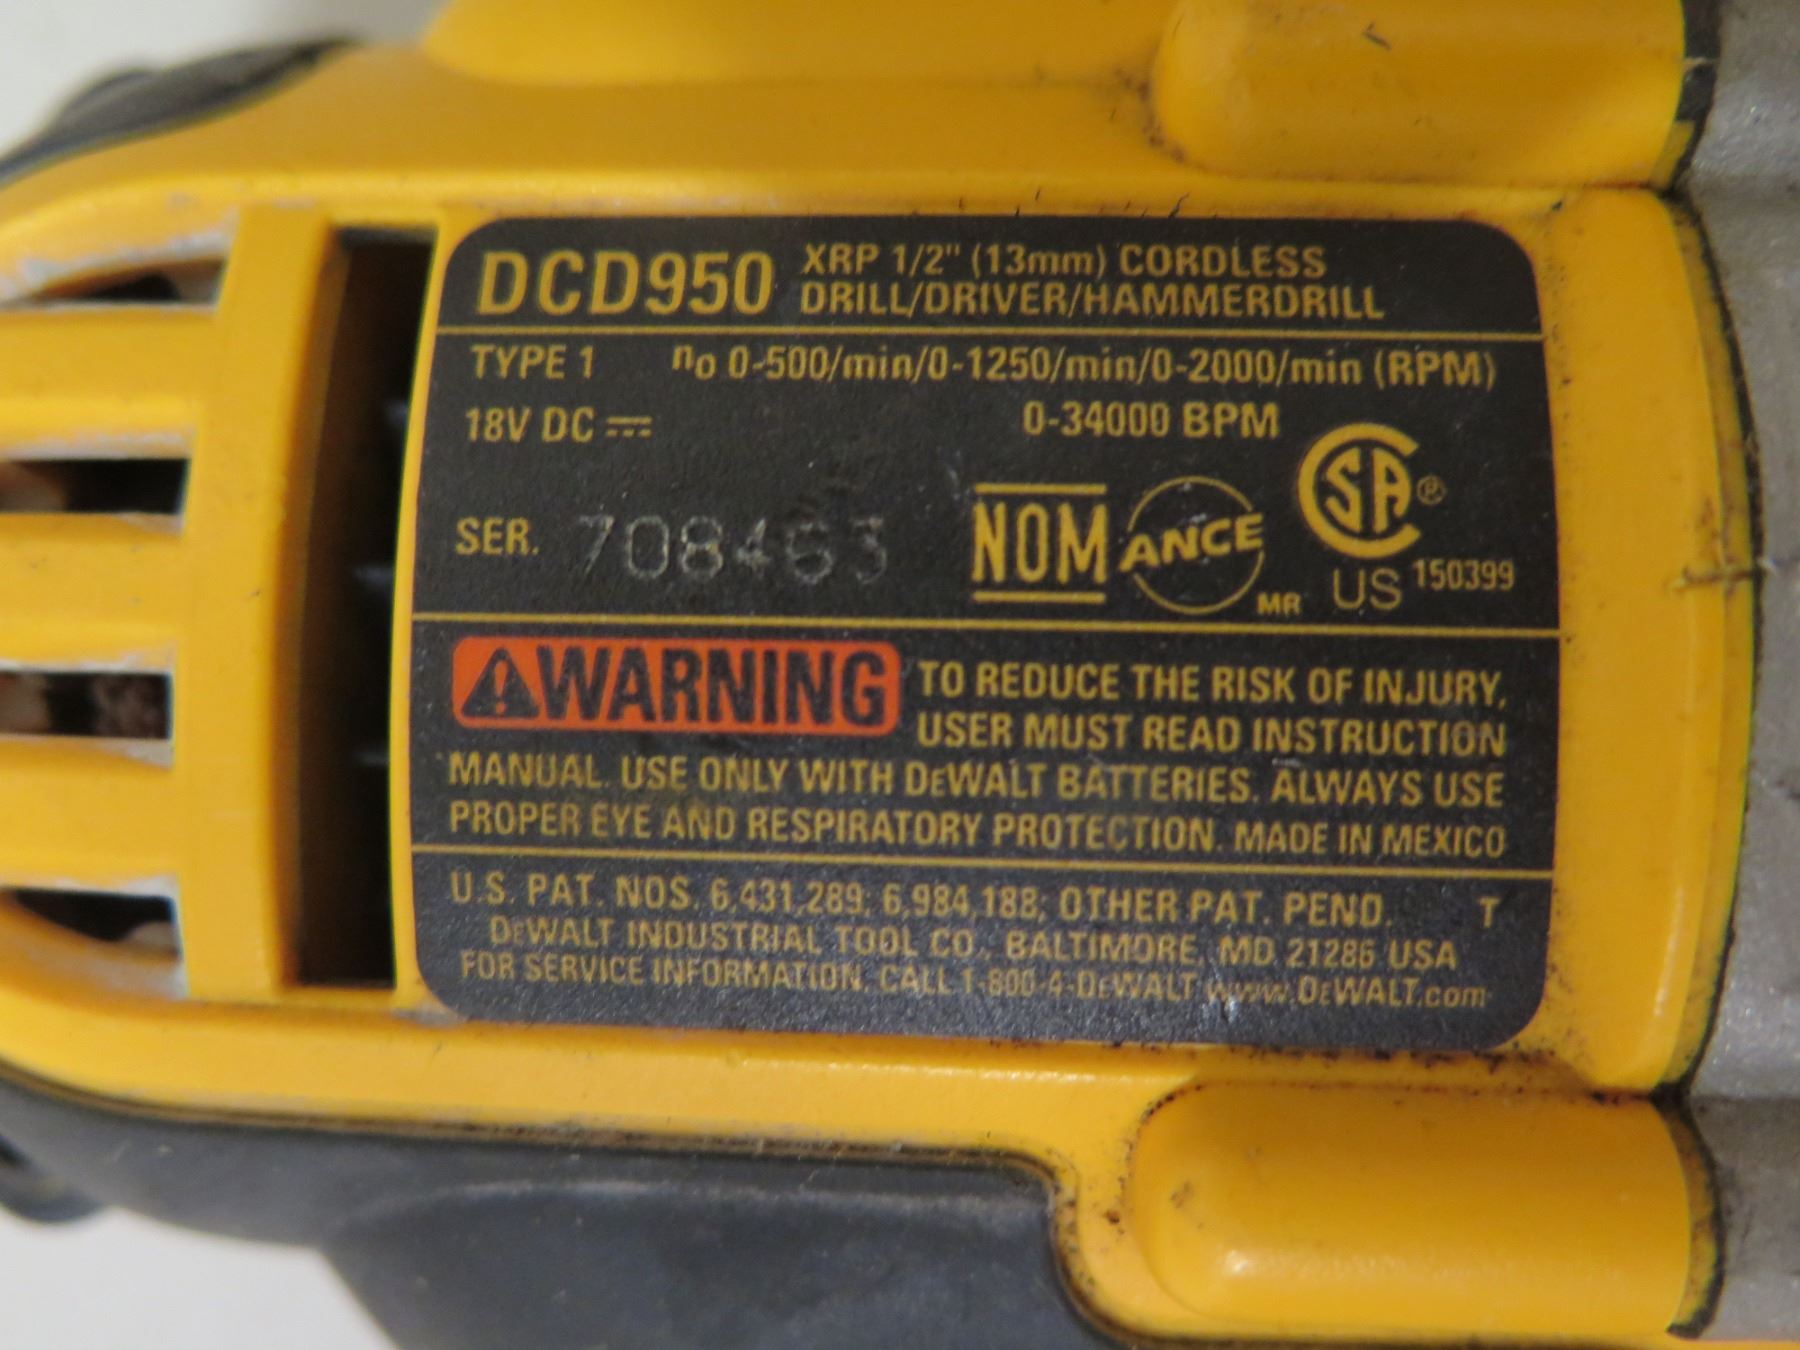 DCD950 XRP 1/2" (13mm) CORDLESS
DRILL/DRIVER/HAMMERDRILL
TYPE 1 no 0-500/min/0-1250/min/0-2000/min (RPM)
18V DC 0-34000 BPM
SER. 708463 NOM ANCE MR CSA ® US 150399
WARNING TO REDUCE THE RISK OF INJURY,
USER MUST READ INSTRUCTION
MANUAL. USE ONLY WITH DEWALT BATTERIES. ALWAYS USE
PROPER EYE AND RESPIRATORY PROTECTION. MADE IN MEXICO
U.S. PAT. NOS. 6,431,289; 6,984,188; OTHER PAT. PEND. T
DEWALT INDUSTRIAL TOOL CO., BALTIMORE, MD 21286 USA
FOR SERVICE INFORMATION, CALL 1-800-4-DEWALT www.DEWALT.com